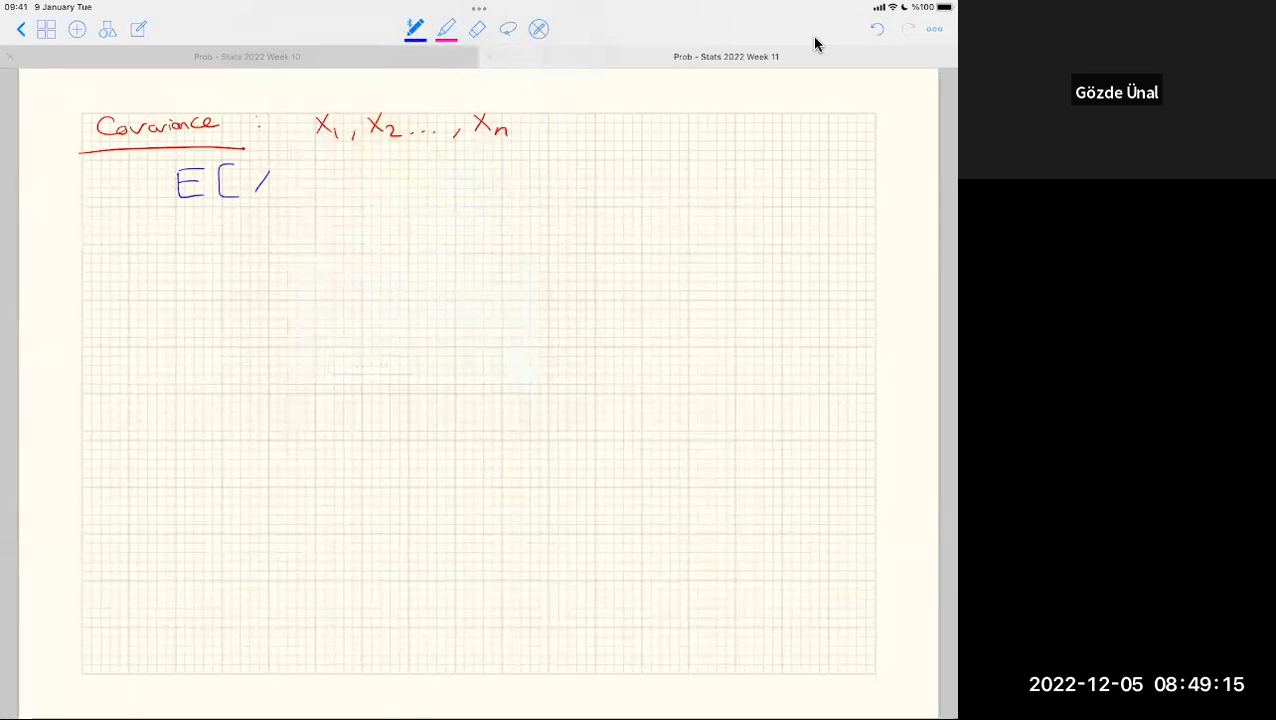 09:41 9 January Tue
%100
Prob - Stats 2022 Week 10
Prob - Stats 2022 Week 11
Gözde Ünal
Covariance : X₁, X₂ ..., Xₙ
E [
2022-12-05 08:49:15